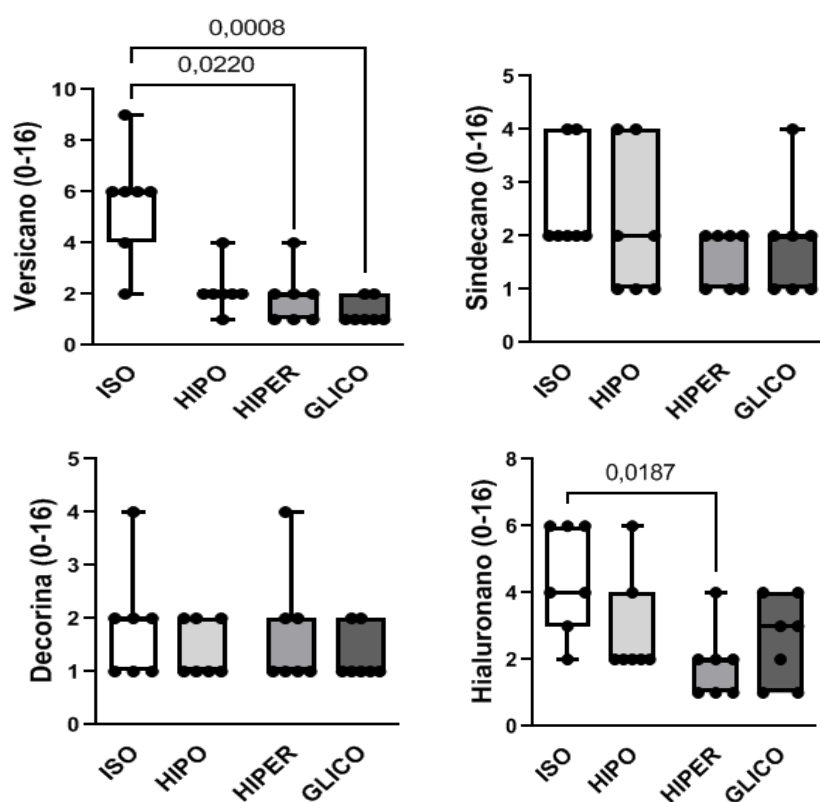 0,0008
0,0220
Versicano (0-16)
10
8
6
4
2
0
ISO
HIPO
HIPER
GLICO
Sindecano (0-16)
5
4
3
2
1
0
ISO
HIPO
HIPER
GLICO
Decorina (0-16)
5
4
3
2
1
0
ISO
HIPO
HIPER
GLICO
0,0187
Hialuronano (0-16)
8
6
4
2
0
ISO
HIPO
HIPER
GLICO